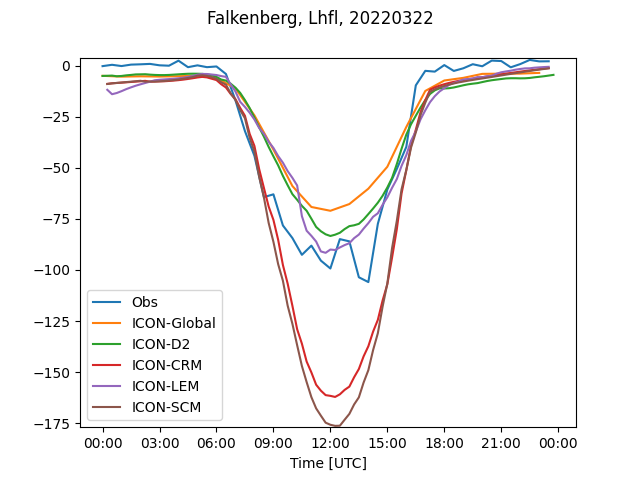 Falkenberg, Lhfl, 20220322
0
−25
−50
−75
−100
−125
−150
−175
Obs
ICON-Global
ICON-D2
ICON-CRM
ICON-LEM
ICON-SCM
00:00 03:00 06:00 09:00 12:00 15:00 18:00 21:00 00:00
Time [UTC]